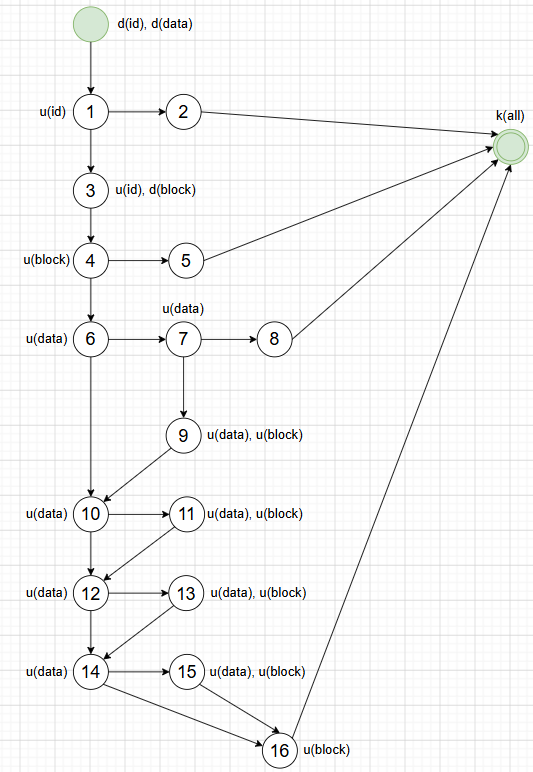 d(id), d(data)
u(id) 1 2
k(all)
3 u(id), d(block)
u(block) 4 5
u(data)
u(data) 6 7 8
9 u(data), u(block)
u(data) 10 11 u(data), u(block)
u(data) 12 13 u(data), u(block)
u(data) 14 15 u(data), u(block)
16 u(block)